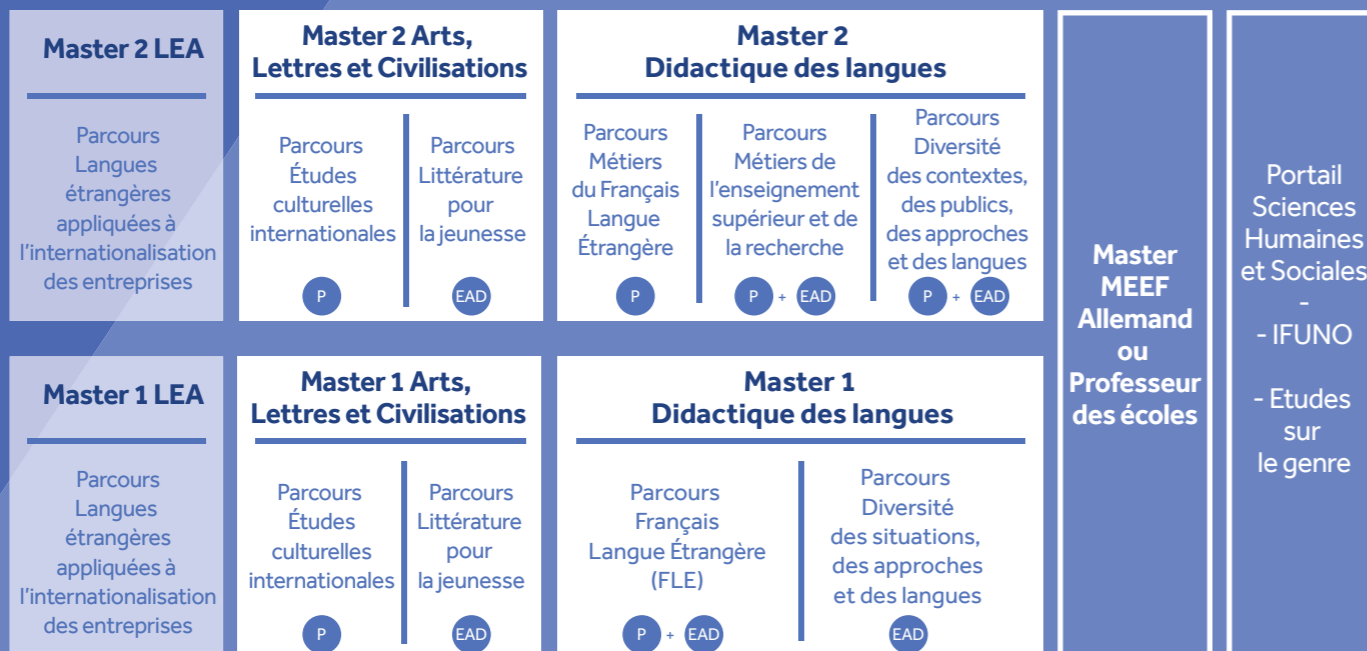 Master 2 LEA
Parcours
Langues
étrangères
appliquées à
l'internationalisation
des entreprises
Master 2 Arts,
Lettres et Civilisations
Parcours
Études
culturelles
internationales
P
Parcours
Littérature
pour
la jeunesse
EAD
Master 2
Didactique des langues
Parcours
Métiers
du Français
Langue
Étrangère
P
Parcours
Métiers de
l'enseignement
supérieur et de
la recherche
P + EAD
Parcours
Diversité
des contextes,
des publics,
des approches
et des langues
P + EAD
Master 1 LEA
Parcours
Langues
étrangères
appliquées à
l'internationalisation
des entreprises
Master 1 Arts,
Lettres et Civilisations
Parcours
Études
culturelles
internationales
P
Parcours
Littérature
pour
la jeunesse
EAD
Master 1
Didactique des langues
Parcours
Français
Langue Étrangère
(FLE)
P + EAD
Parcours
Diversité
des situations,
des approches
et des langues
EAD
Master
MEEF
Allemand
ou
Professeur
des écoles
Portail
Sciences
Humaines
et Sociales
-
- IFUNO
- Etudes
sur
le genre